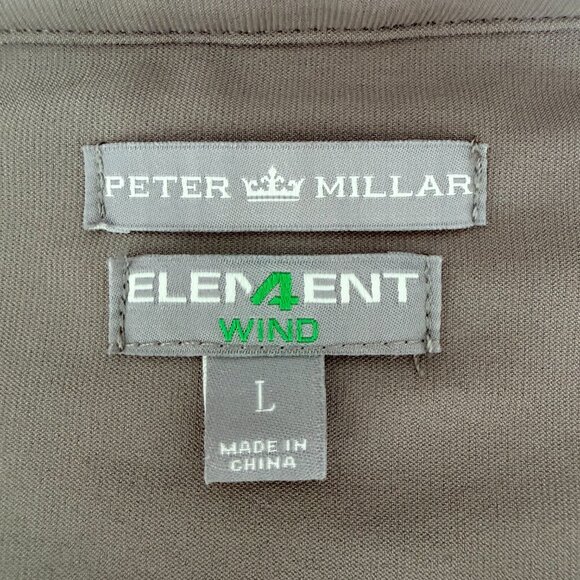 PETER MILLAR
ELEM4ENT
WIND
L
MADE IN
CHINA